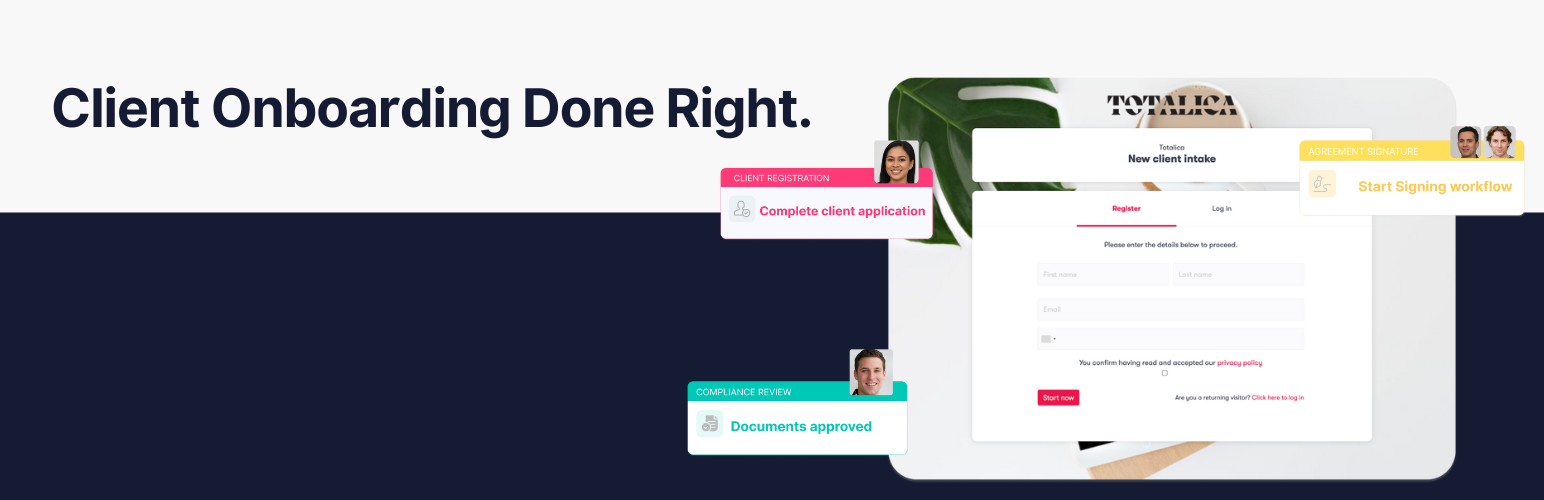 Client Onboarding Done Right.
TOTALICA
Totalica
New client intake
AGREEMENT SIGNATURE
Start Signing workflow
CLIENT REGISTRATION
Complete client application
Register
Log in
Please enter the details below to proceed.
First name
Last name
Email
You confirm having read and accepted our privacy policy
Start now
Are you a returning visitor? Click here to log in
COMPLIANCE REVIEW
Documents approved